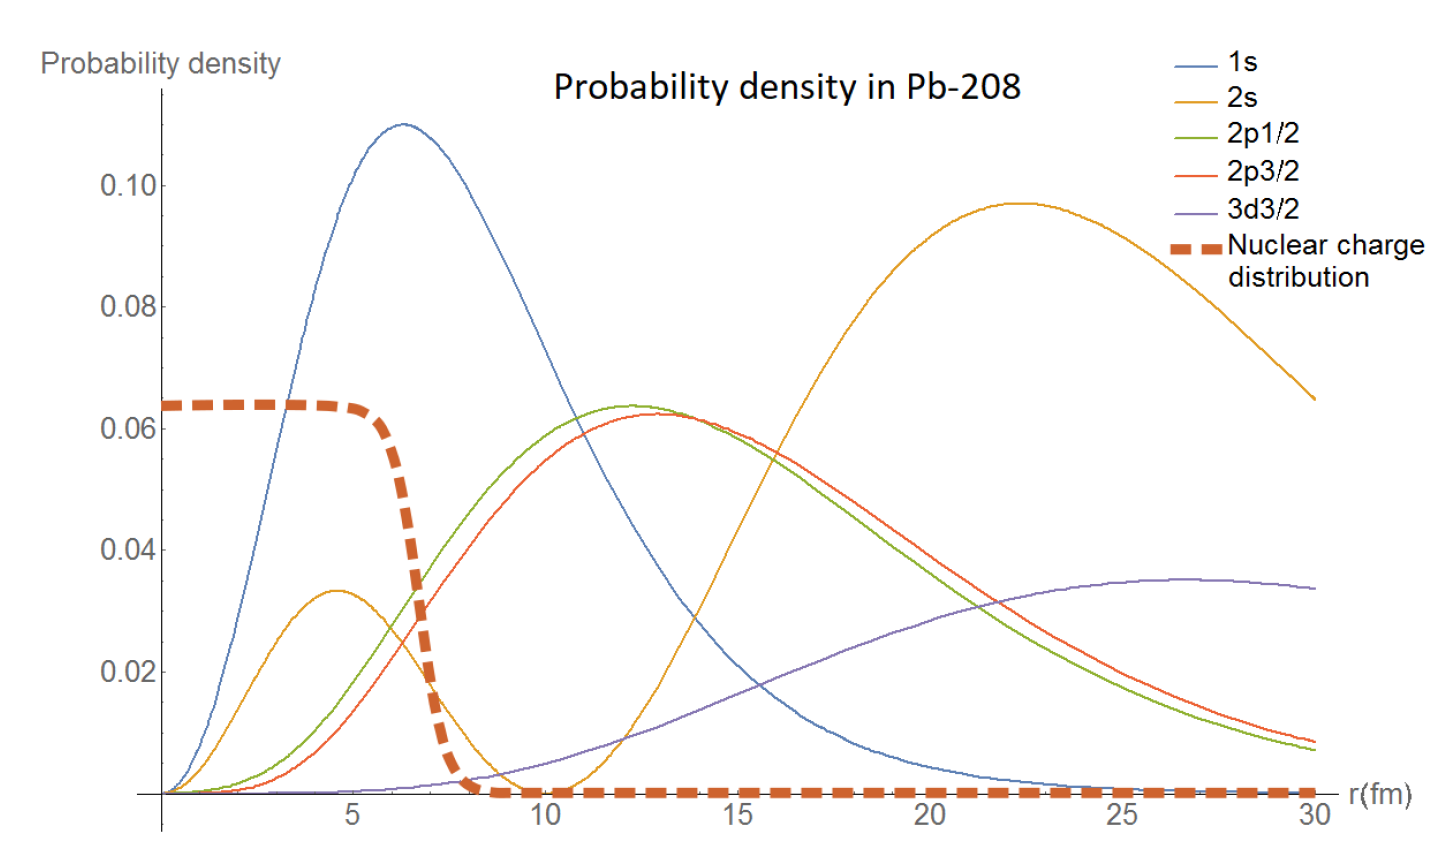 Probability density
Probability density in Pb-208
1s
2s
2p1/2
2p3/2
3d3/2
Nuclear charge
distribution
0.10
0.08
0.06
0.04
0.02
5
10
15
20
25
30
r(fm)